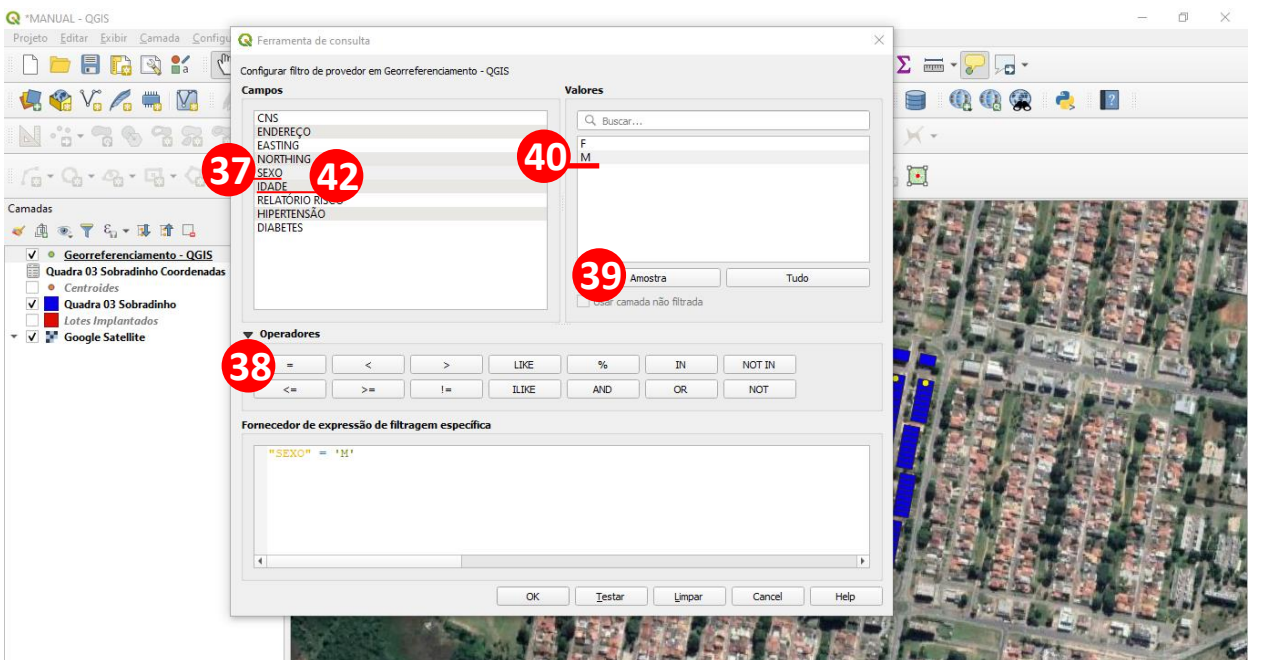 *MANUAL - QGIS
Projeto Editar Exibir Camada Configu
Ferramenta de consulta
Configurar filtro de provedor em Georreferenciamento - QGIS
Campos
Valores
CNS
ENDEREÇO
EASTING
NORTHING
SEXO
IDADE
RELATÓRIO
HIPERTENSÃO
DIABETES
37
42
Buscar...
F
M
40
39
Amostra
Tudo
Usar camada não filtrada
Camadas
Georreferenciamento - QGIS
Quadra 03 Sobradinho Coordenadas
Centroides
Quadra 03 Sobradinho
Lotes Implantados
Google Satellite
Operadores
38
= < > LIKE % IN NOT IN
<= >= != ILIKE AND OR NOT
Fornecedor de expressão de filtragem específica
"SEXO" = 'M'
OK Testar Limpar Cancel Help